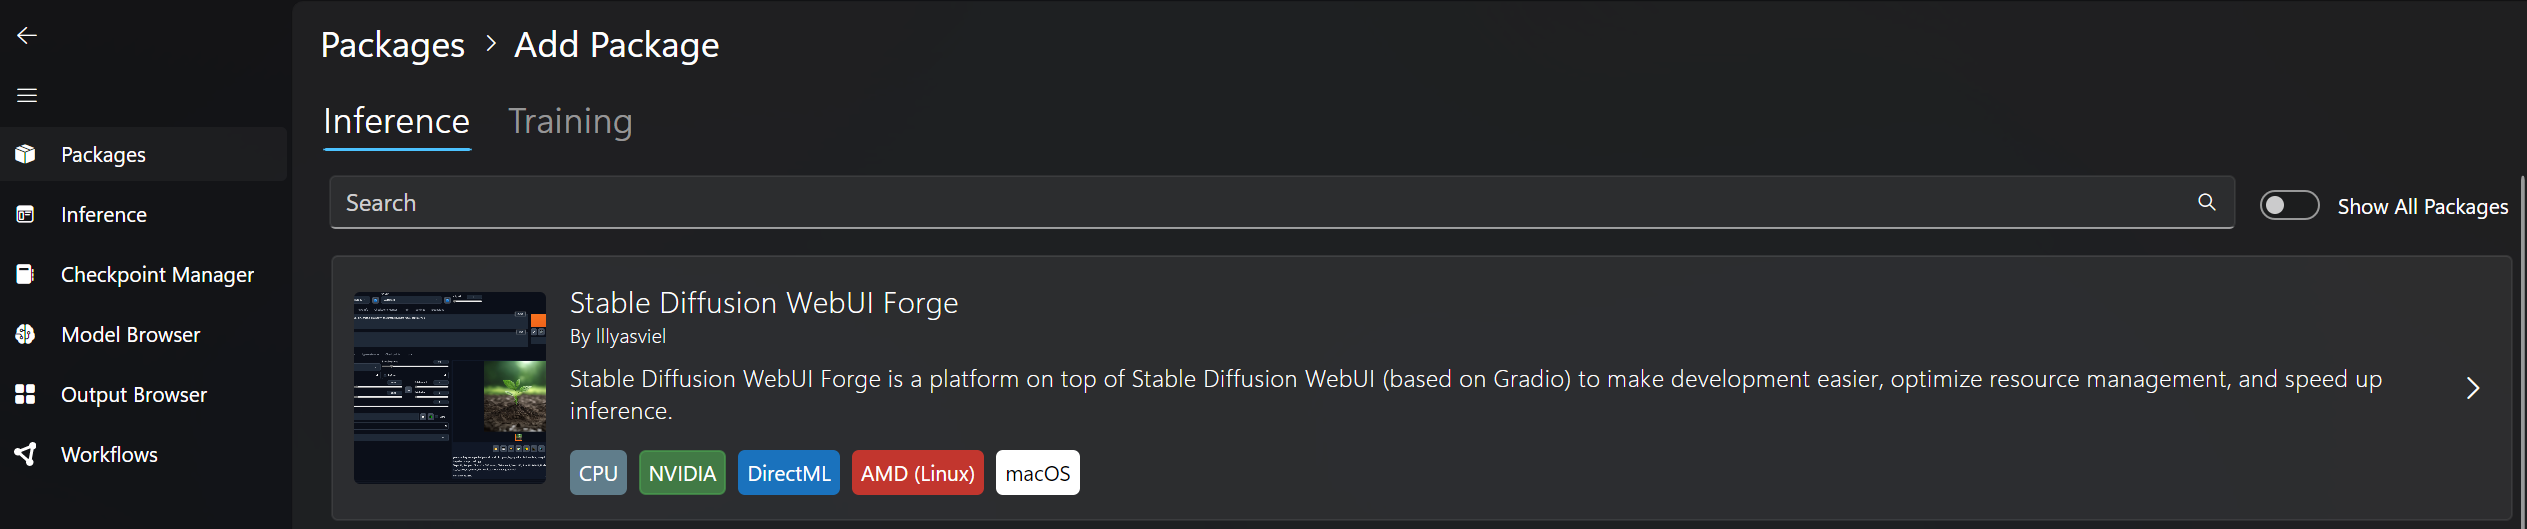 Packages > Add Package
Inference Training
Packages
Inference
Checkpoint Manager
Model Browser
Output Browser
Workflows
Search
Show All Packages
Stable Diffusion WebUI Forge
By lllyasviel
Stable Diffusion WebUI Forge is a platform on top of Stable Diffusion WebUI (based on Gradio) to make development easier, optimize resource management, and speed up
inference.
CPU NVIDIA DirectML AMD (Linux) macOS